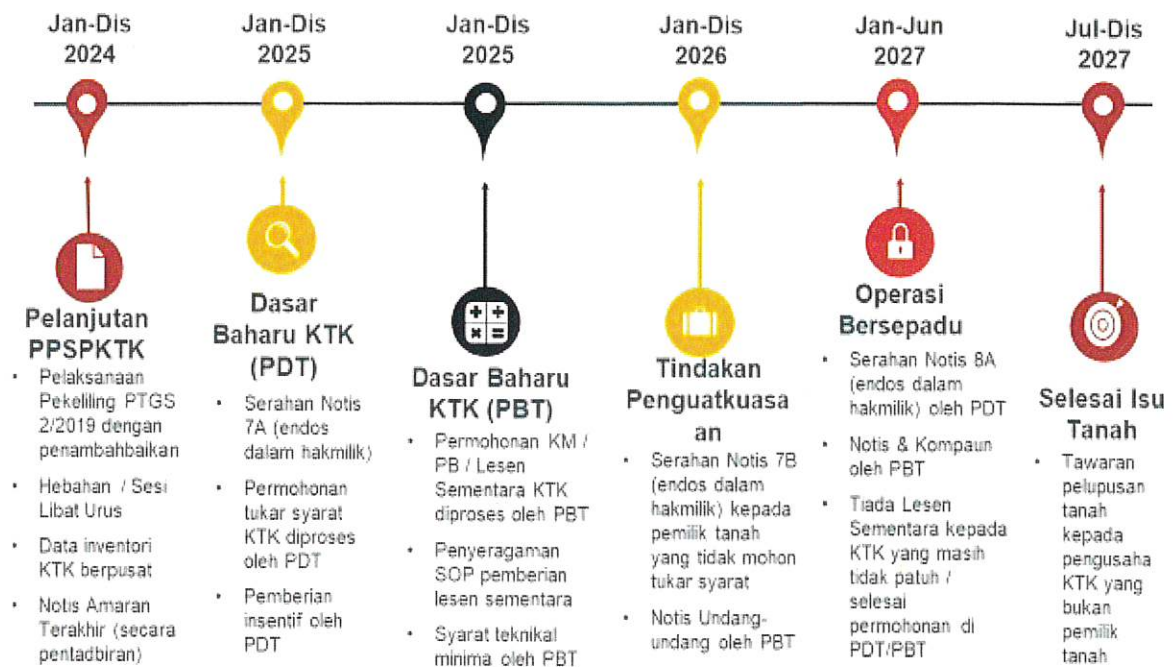 Jan-Dis
2024
Jan-Dis
2025
Jan-Dis
2025
Jan-Dis
2026
Jan-Jun
2027
Jul-Dis
2027
Pelanjutan
PPSPKTK
• Pelaksanaan
Pekeliling PTGS
2/2019 dengan
penambahbaikan
• Hebahan / Sesi
Libat Urus
• Data inventori
KTK berpusat
• Notis Amaran
Terakhir (secara
pentadbiran)
Dasar
Baharu KTK
(PDT)
• Serahan Notis
7A (endos
dalam hakmilik)
• Permohonan
tukar syarat
KTK diproses
oleh PDT
• Pemberian
insentif oleh
PDT
Dasar Baharu
KTK (PBT)
• Permohonan KM /
PB / Lesen
Sementara KTK
diproses oleh PBT
• Penyeragaman
SOP pemberian
lesen sementara
• Syarat teknikal
minima oleh PBT
Tindakan
Penguatkuasa
an
• Serahan Notis 7B
(endos dalam
hakmilik) kepada
pemilik tanah
yang tidak mohon
tukar syarat
• Notis Undang-
undang oleh PBT
Operasi
Bersepadu
• Serahan Notis 8A
(endos dalam
hakmilik) oleh PDT
• Notis & Kompaun
oleh PBT
• Tiada Lesen
Sementara kepada
KTK yang masih
tidak patuh /
selesai
permohonan di
PDT/PBT
Selesai Isu
Tanah
• Tawaran
pelupusan
tanah
kepada
pengusaha
KTK yang
bukan
pemilik
tanah